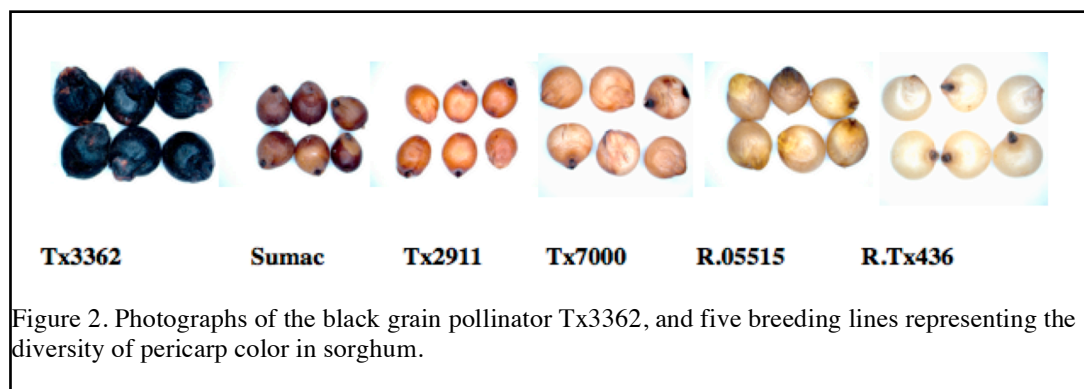 Tx3362 Sumac Tx2911 Tx7000 R.05515 R.Tx436
Figure 2. Photographs of the black grain pollinator Tx3362, and five breeding lines representing the
diversity of pericarp color in sorghum.